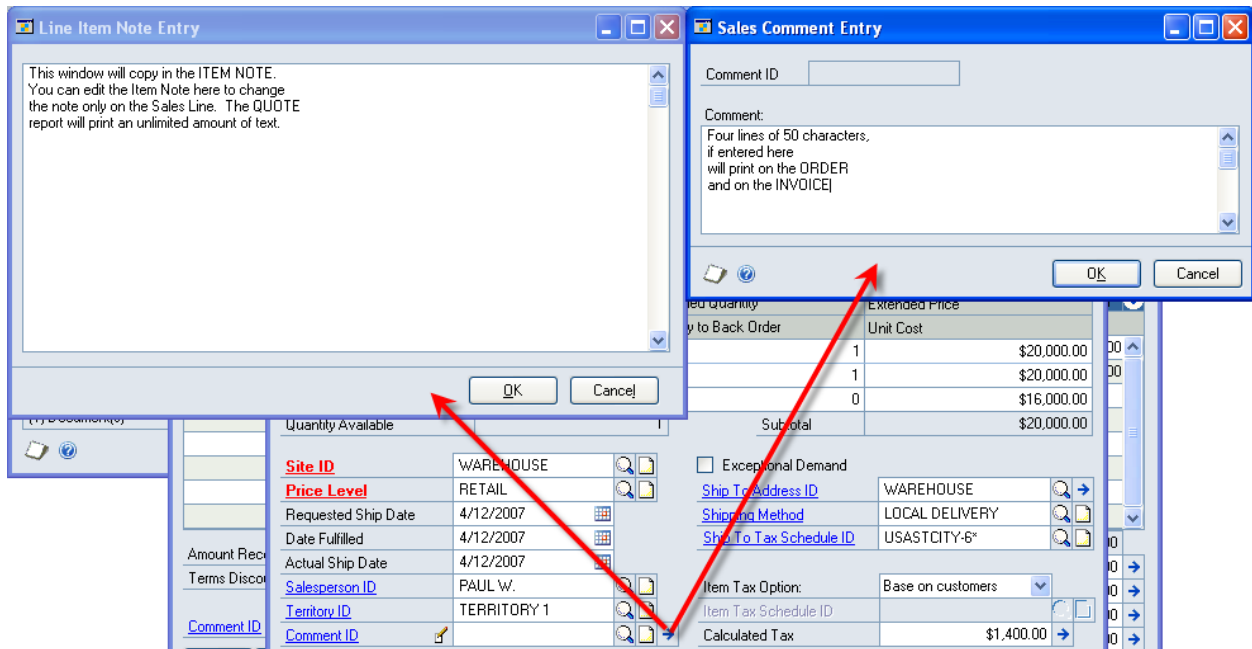 Line Item Note Entry
This window will copy in the ITEM NOTE.
You can edit the Item Note here to change
the note only on the Sales Line. The QUOTE
report will print an unlimited amount of text.
OK
Cancel
Sales Comment Entry
Comment ID
Comment:
Four lines of 50 characters,
if entered here
will print on the ORDER
and on the INVOICE
OK
Cancel
Quantity Extended Price
y to Back Order Unit Cost
1 $20,000.00
1 $20,000.00
0 $16,000.00
Quantity Available 1 Subtotal $20,000.00
Site ID WAREHOUSE Exceptional Demand
Price Level RETAIL Ship To Address ID WAREHOUSE
Requested Ship Date 4/12/2007 Shipping Method LOCAL DELIVERY
Date Fulfilled 4/12/2007 Ship To Tax Schedule ID USASTCITY-6*
Amount Rece
Actual Ship Date 4/12/2007
Terms Discou
Salesperson ID PAUL W. Item Tax Option: Base on customers
Territory ID TERRITORY 1 Item Tax Schedule ID
Comment ID
Comment ID Calculated Tax $1,400.00